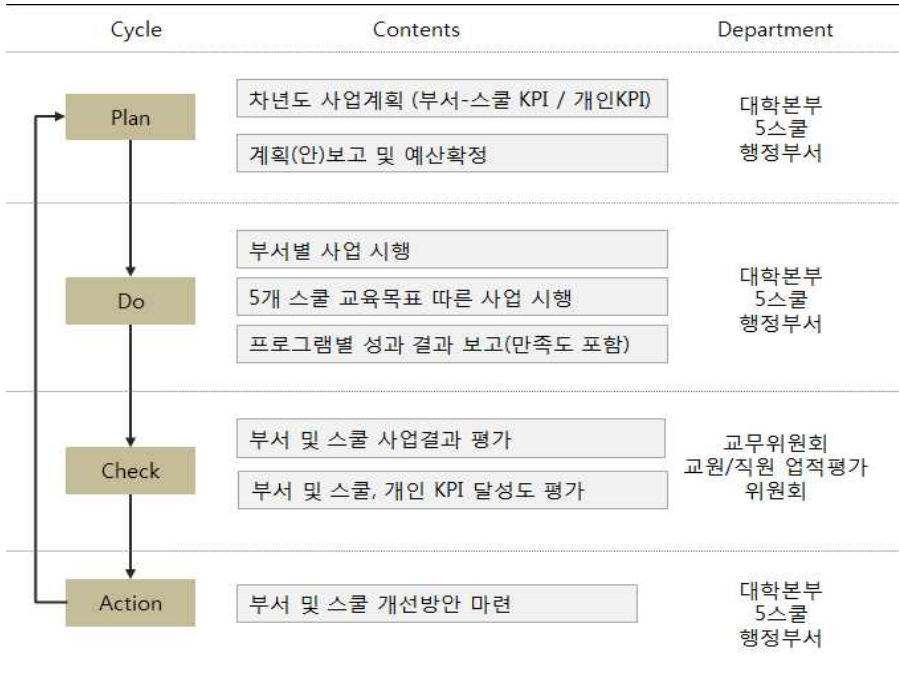 Cycle Contents Department
Plan
차년도 사업계획 (부서-스쿨 KPI / 개인KPI)
계획(안)보고 및 예산확정
대학본부
5스쿨
행정부서
Do
부서별 사업 시행
5개 스쿨 교육목표 따른 사업 시행
프로그램별 성과 결과 보고(만족도 포함)
대학본부
5스쿨
행정부서
Check
부서 및 스쿨 사업결과 평가
부서 및 스쿨, 개인 KPI 달성도 평가
교무위원회
교원/직원 업적평가
위원회
Action
부서 및 스쿨 개선방안 마련
대학본부
5스쿨
행정부서